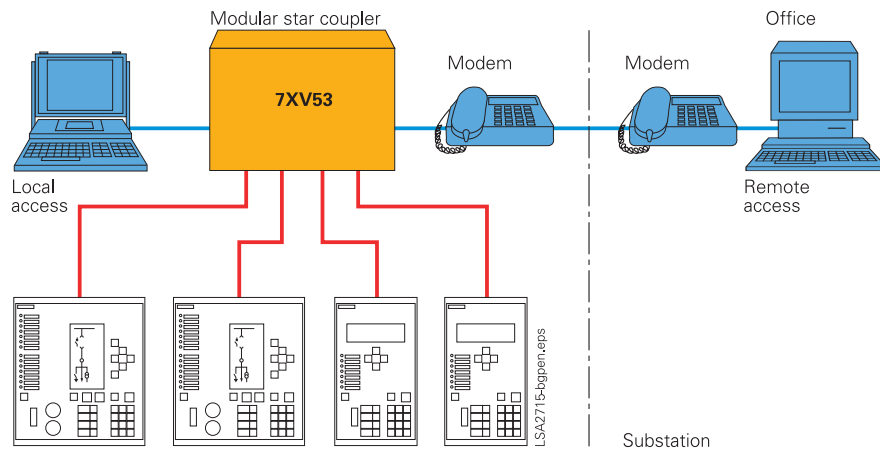 Modular star coupler
Office
Modem
Modem
7XV53
Local
access
Remote
access
LSA2715-bgpen.eps
Substation